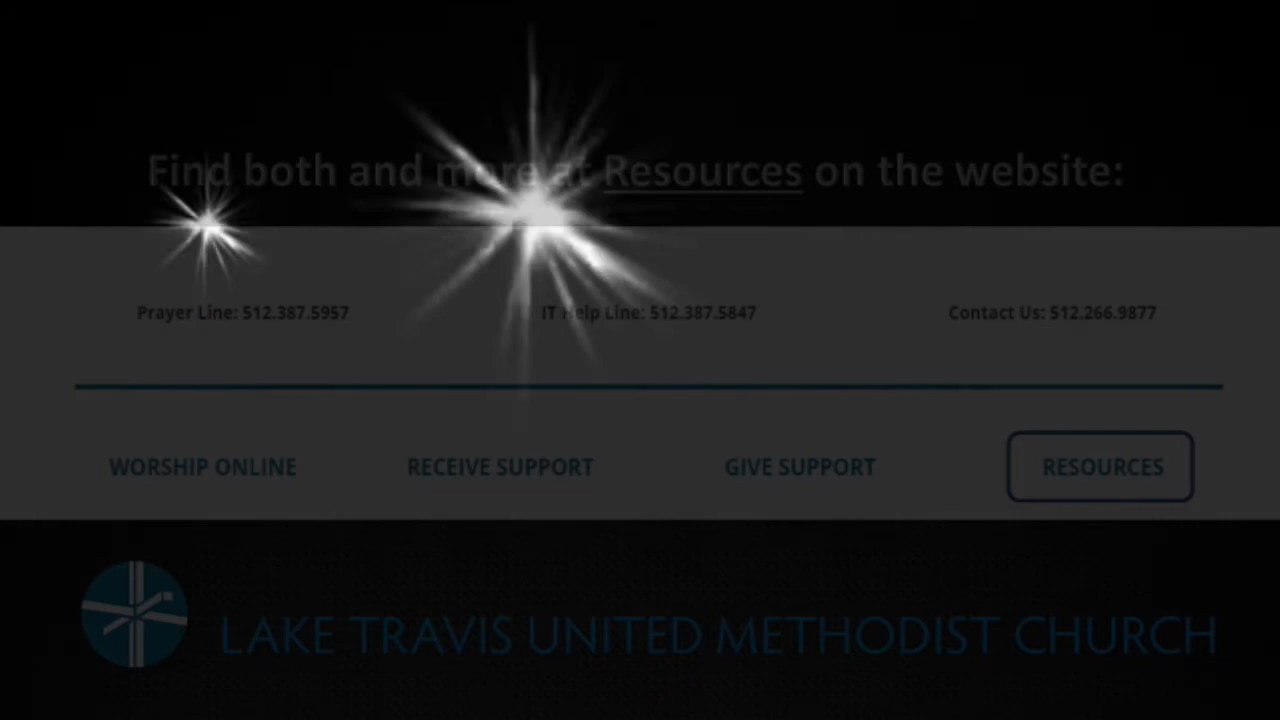 Find both and more at Resources on the website:
Prayer Line: 512.387.5957 IT Help Line: 512.387.5847 Contact Us: 512.266.9877
WORSHIP ONLINE RECEIVE SUPPORT GIVE SUPPORT RESOURCES
LAKE TRAVIS UNITED METHODIST CHURCH